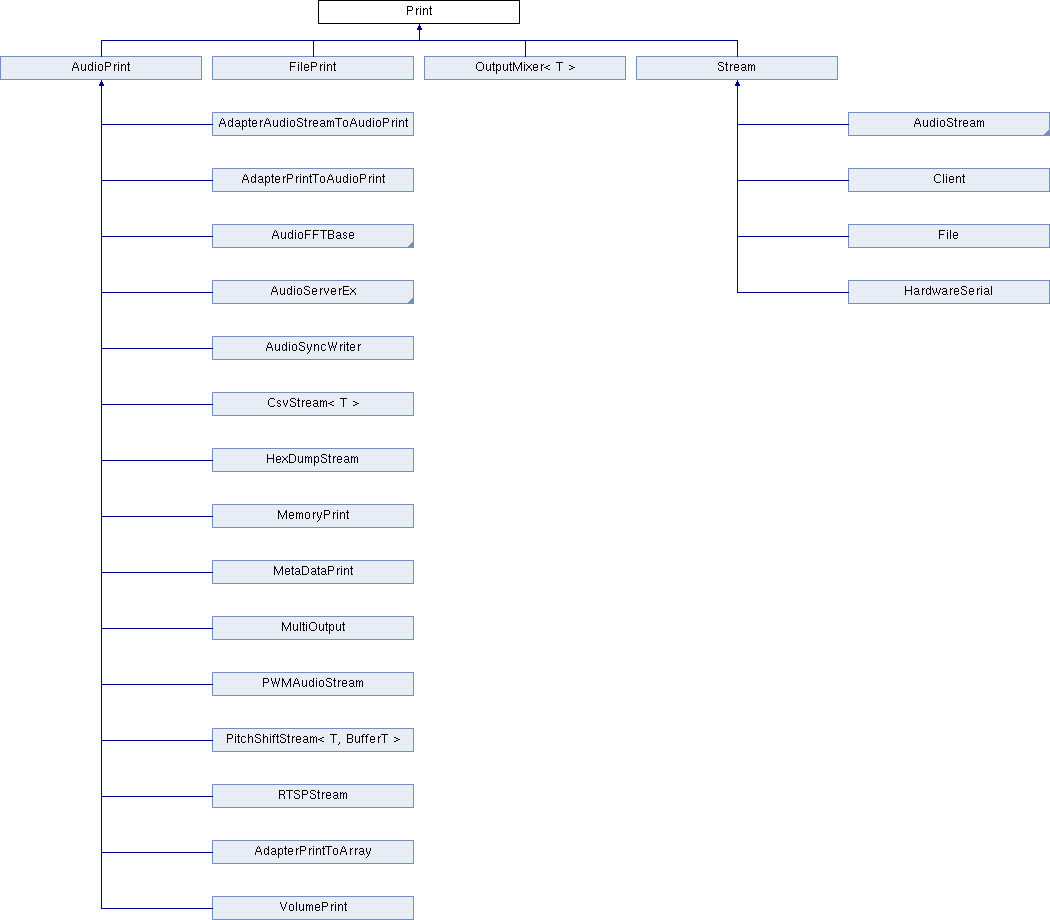 Print
AudioPrint
FilePrint
OutputMixer< T >
Stream
AdapterAudioStreamToAudioPrint
AudioStream
AdapterPrintToAudioPrint
Client
AudioFFTBase
File
AudioServerEx
HardwareSerial
AudioSyncWriter
CsvStream< T >
HexDumpStream
MemoryPrint
MetaDataPrint
MultiOutput
PWMAudioStream
PitchShiftStream< T, BufferT >
RTSPStream
AdapterPrintToArray
VolumePrint